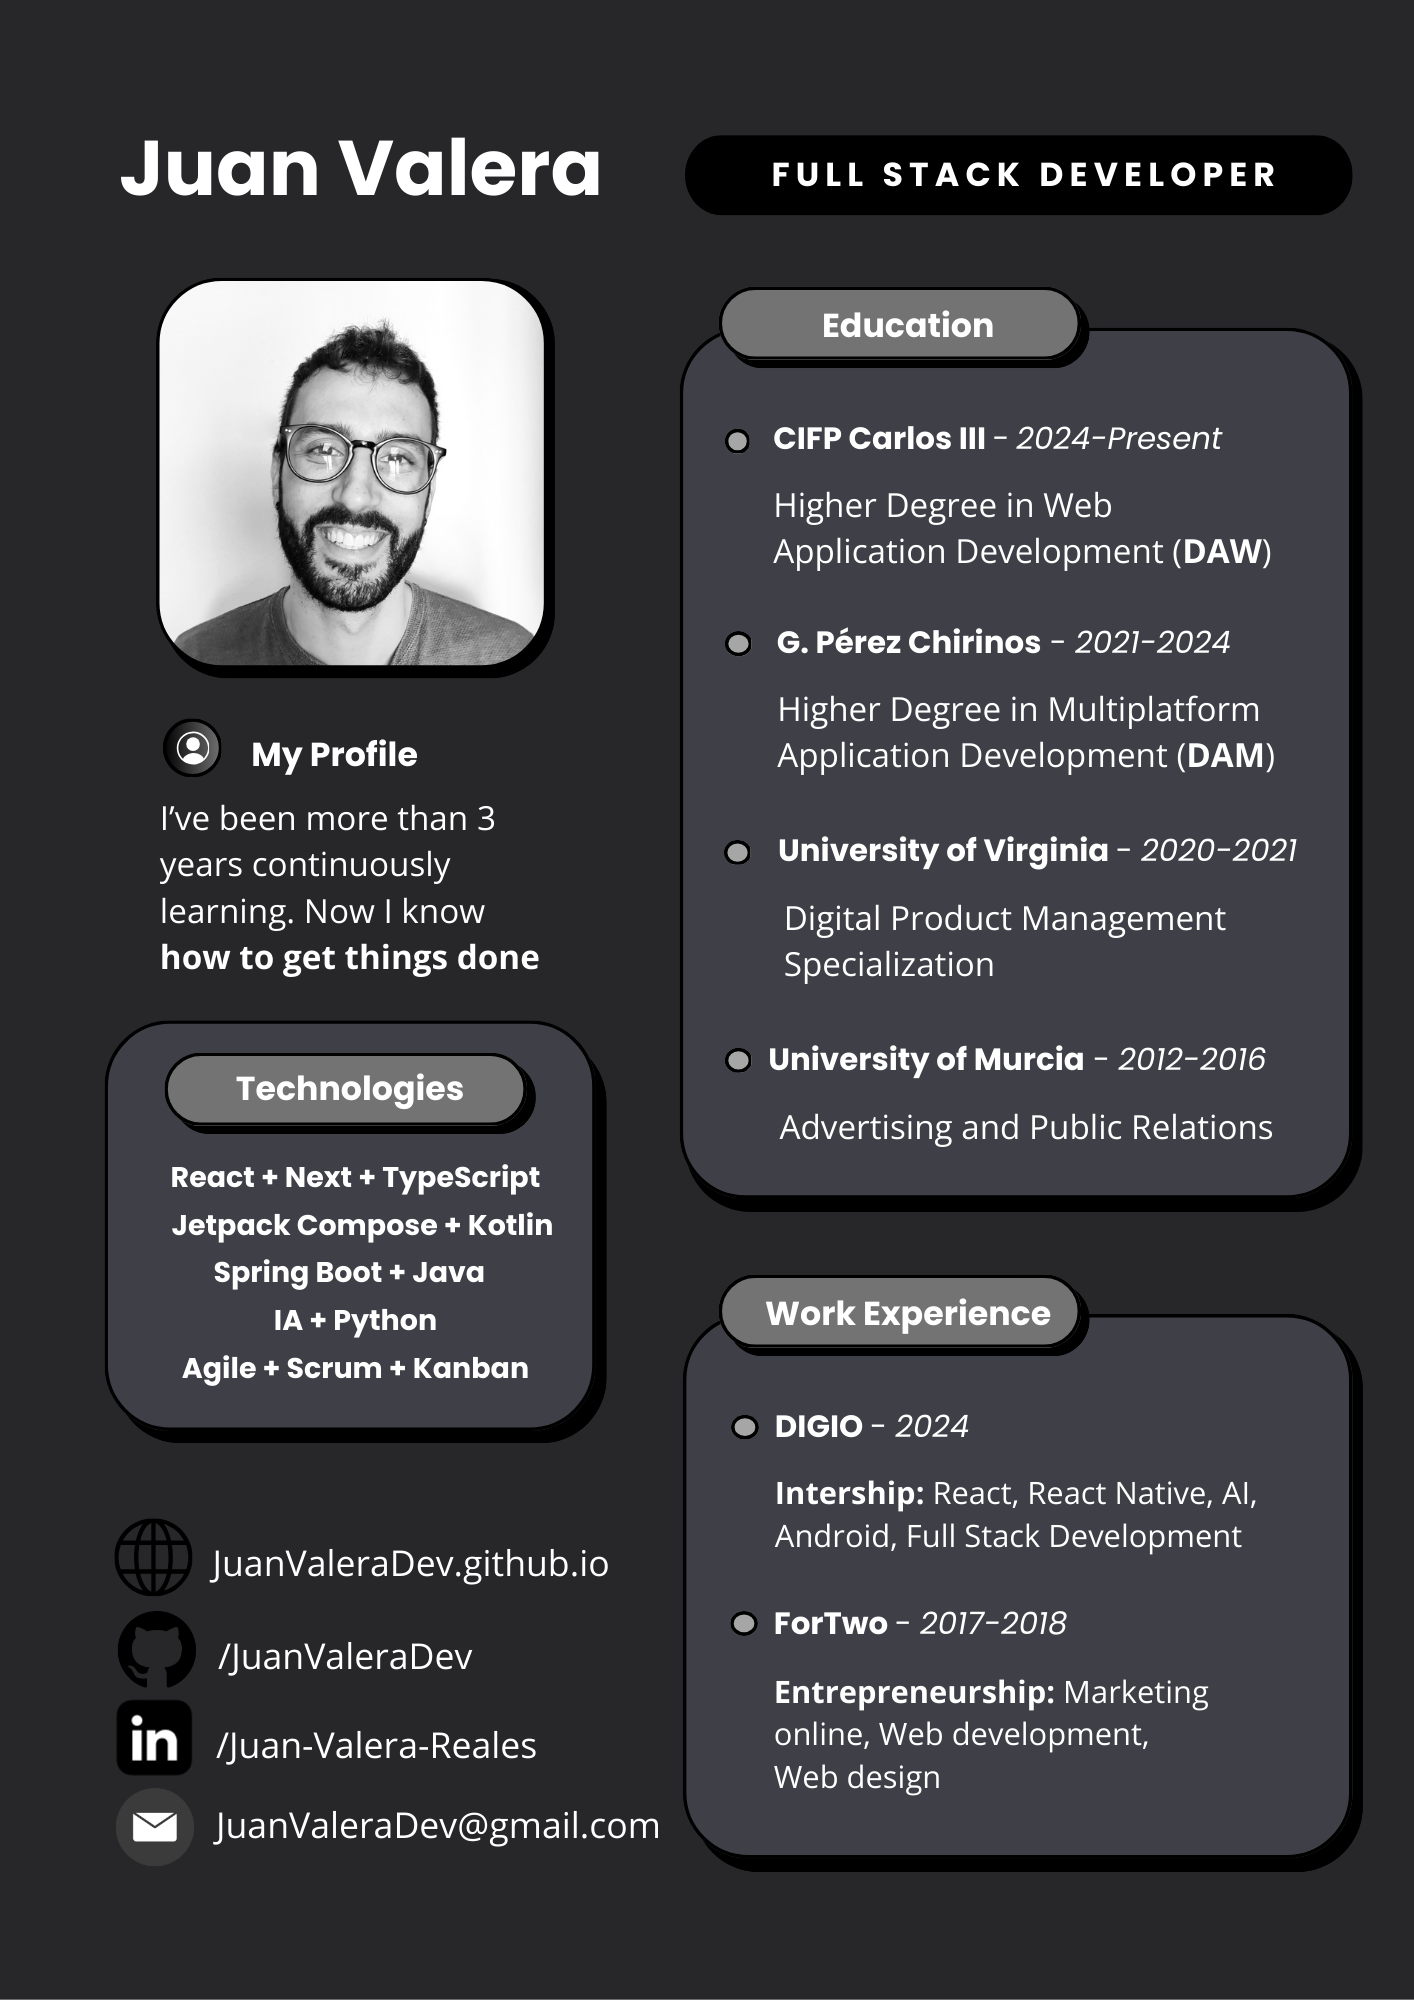 Juan Valera
FULL STACK DEVELOPER
My Profile
I've been more than 3
years continuously
learning. Now I know
how to get things done
Technologies
React + Next + TypeScript
Jetpack Compose + Kotlin
Spring Boot + Java
IA + Python
Agile + Scrum + Kanban
JuanValeraDev.github.io
/JuanValeraDev
in
/Juan-Valera-Reales
JuanValeraDev@gmail.com
Education
CIFP Carlos III - 2024-Present
Higher Degree in Web
Application Development (DAW)
G. Pérez Chirinos - 2021-2024
Higher Degree in Multiplatform
Application Development (DAM)
University of Virginia - 2020-2021
Digital Product Management
Specialization
University of Murcia - 2012-2016
Advertising and Public Relations
Work Experience
DIGIO - 2024
Intership: React, React Native, AI,
Android, Full Stack Development
ForTwo - 2017-2018
Entrepreneurship: Marketing
online, Web development,
Web design